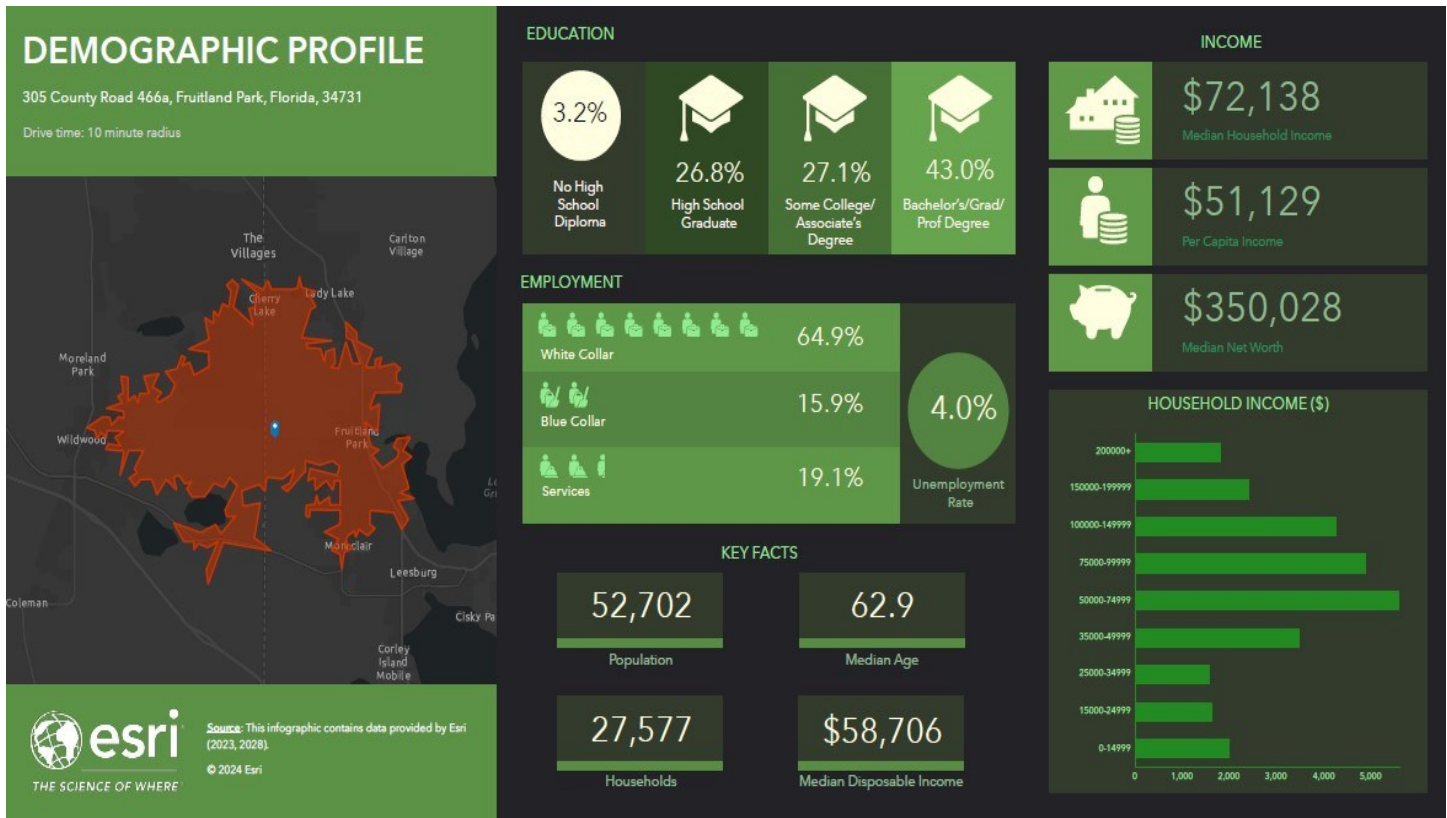 DEMOGRAPHIC PROFILE
305 County Road 466a, Fruitland Park, Florida, 34731
Drive time: 10 minute radius
The
Villages
Carlton
Village
Cherry
Lake
Lady Lake
Moreland
Park
Wildwood
Fruitland
Park
Montclair
Leesburg
Coleman
Cisky Pa
Corley
Island
Mobile
esri
THE SCIENCE OF WHERE
Source: This infographic contains data provided by Esri
(2023, 2028).
© 2024 Esri
EDUCATION
3.2%
No High
School
Diploma
26.8%
High School
Graduate
27.1%
Some College/
Associate's
Degree
43.0%
Bachelor's/Grad/
Prof Degree
EMPLOYMENT
White Collar
64.9%
Blue Collar
15.9%
Services
19.1%
4.0%
Unemployment
Rate
KEY FACTS
52,702
Population
62.9
Median Age
27,577
Households
$58,706
Median Disposable Income
INCOME
$72,138
Median Household Income
$51,129
Per Capita Income
$350,028
Median Net Worth
HOUSEHOLD INCOME ($)
200000+
150000-199999
100000-149999
75000-99999
50000-74999
35000-49999
25000-34999
15000-24999
0-14999
0 1,000 2,000 3,000 4,000 5,000